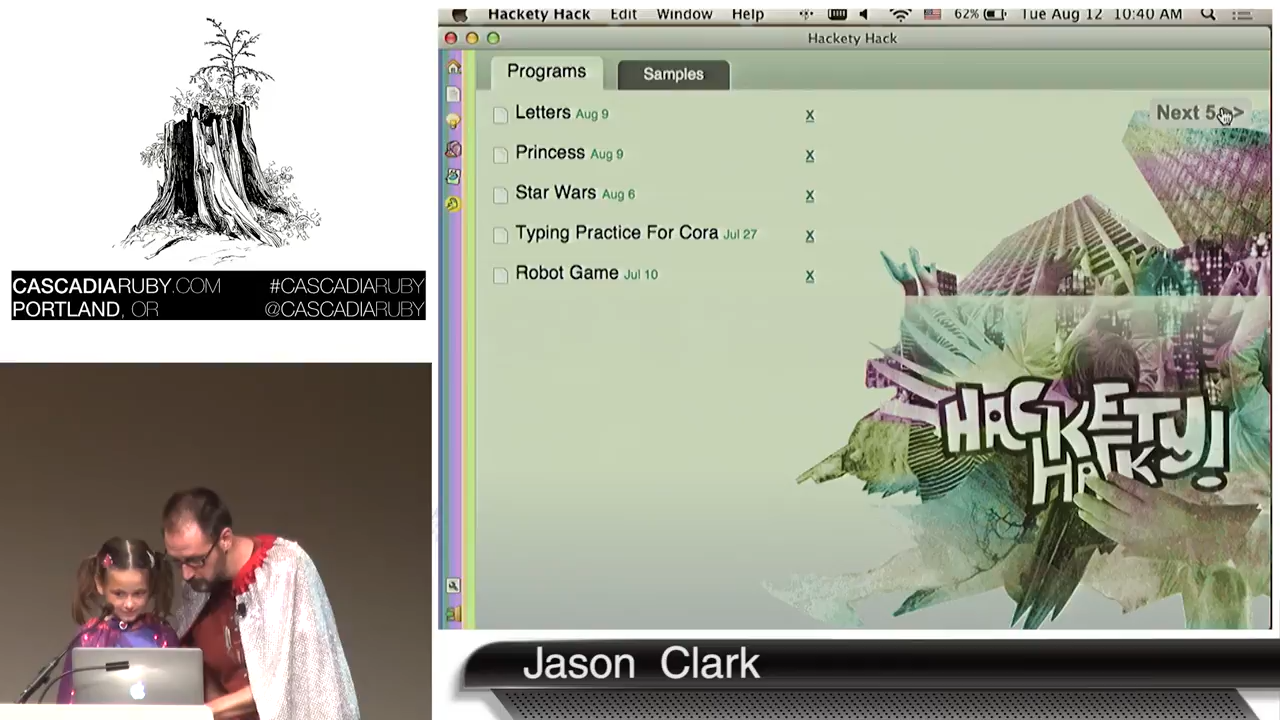 CASCADIARUBY.COM #CASCADIARUBY
PORTLAND, OR @CASCADIARUBY
Hackety Hack Edit Window Help 62% Tue Aug 12 10:40 AM
Hackety Hack
Programs Samples
Letters Aug 9 x
Princess Aug 9 x
Star Wars Aug 6 x
Typing Practice For Cora Jul 27 x
Robot Game Jul 10 x
Next 5 >>
HACKETY
HACK!
Jason Clark